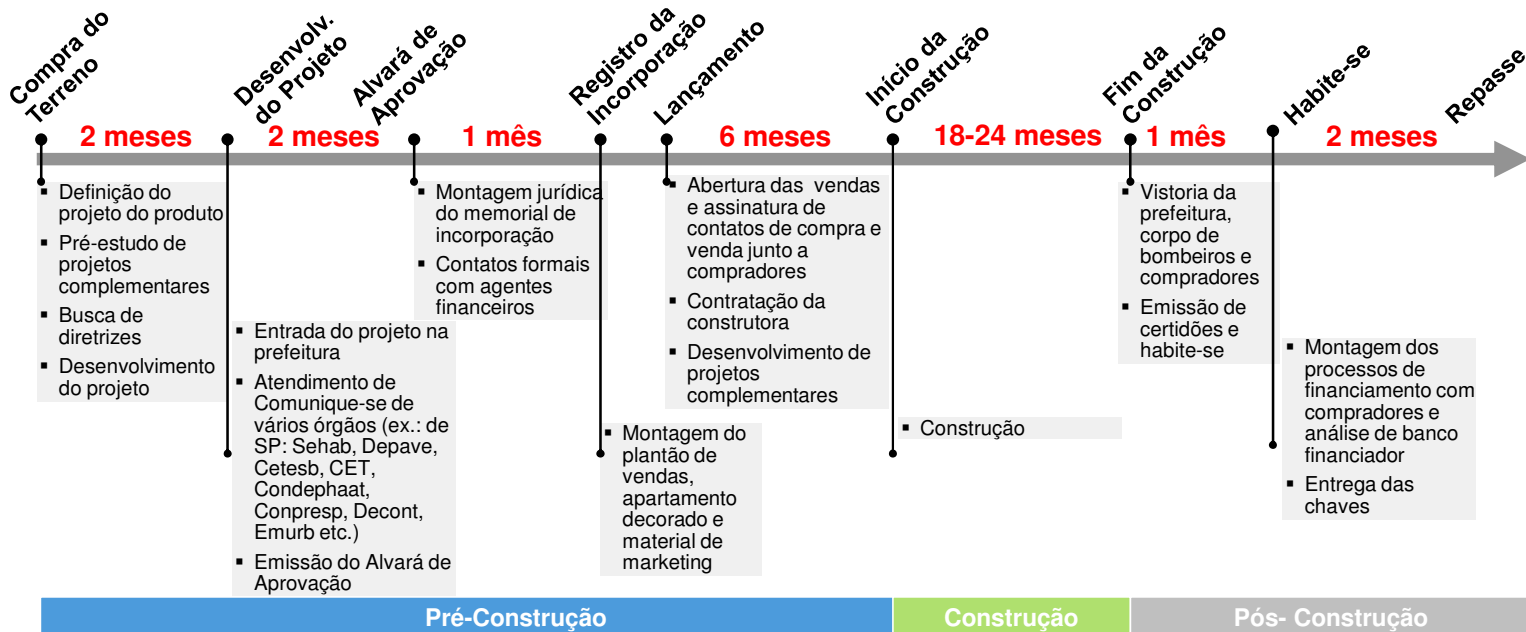 Compra do
Terreno
Desenvolv.
do Projeto
Alvará de
Aprovação
Registro da
Incorporação
Lançamento
Início da
Construção
Fim da
Construção
Habite-se
Repasse
2 meses
2 meses
1 mês
6 meses
18-24 meses
1 mês
2 meses
▪ Definição do
projeto do produto
▪ Pré-estudo de
projetos
complementares
▪ Busca de
diretrizes
▪ Desenvolvimento
do projeto
▪ Entrada do projeto na
prefeitura
▪ Atendimento de
Comunique-se de
vários órgãos (ex.: de
SP: Sehab, Depave,
Cetesb, CET,
Condephaat,
Conpresp, Decont,
Emurb etc.)
▪ Emissão do Alvará de
Aprovação
▪ Montagem jurídica
do memorial de
incorporação
▪ Contatos formais
com agentes
financeiros
▪ Montagem do
plantão de
vendas,
apartamento
decorado e
material de
marketing
▪ Abertura das vendas
e assinatura de
contatos de compra e
venda junto a
compradores
▪ Contratação da
construtora
▪ Desenvolvimento de
projetos
complementares
▪ Construção
▪ Vistoria da
prefeitura,
corpo de
bombeiros e
compradores
▪ Emissão de
certidões e
habite-se
▪ Montagem dos
processos de
financiamento com
compradores e
análise de banco
financiador
▪ Entrega das
chaves
Pré-Construção
Construção
Pós- Construção